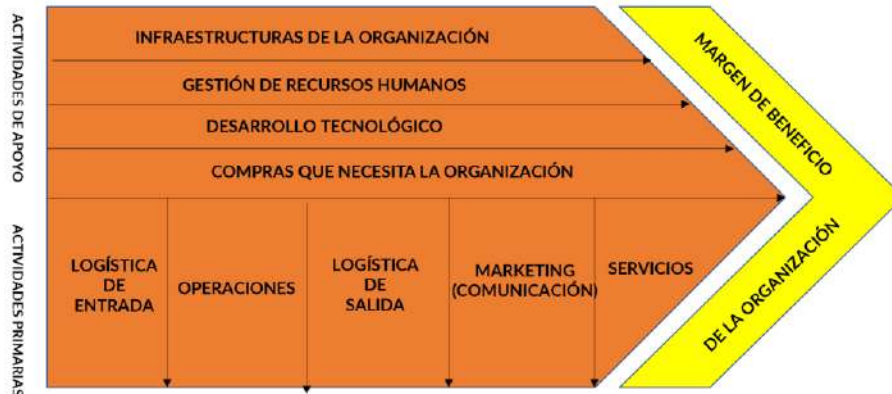 ACTIVIDADES DE APOYO
INFRAESTRUCTURAS DE LA ORGANIZACIÓN
GESTIÓN DE RECURSOS HUMANOS
DESARROLLO TECNOLÓGICO
COMPRAS QUE NECESITA LA ORGANIZACIÓN
ACTIVIDADES PRIMARIAS
LOGÍSTICA
DE
ENTRADA
OPERACIONES
LOGÍSTICA
DE
SALIDA
MARKETING
(COMUNICACIÓN)
SERVICIOS
MARGEN DE BENEFICIO
DE LA ORGANIZACIÓN